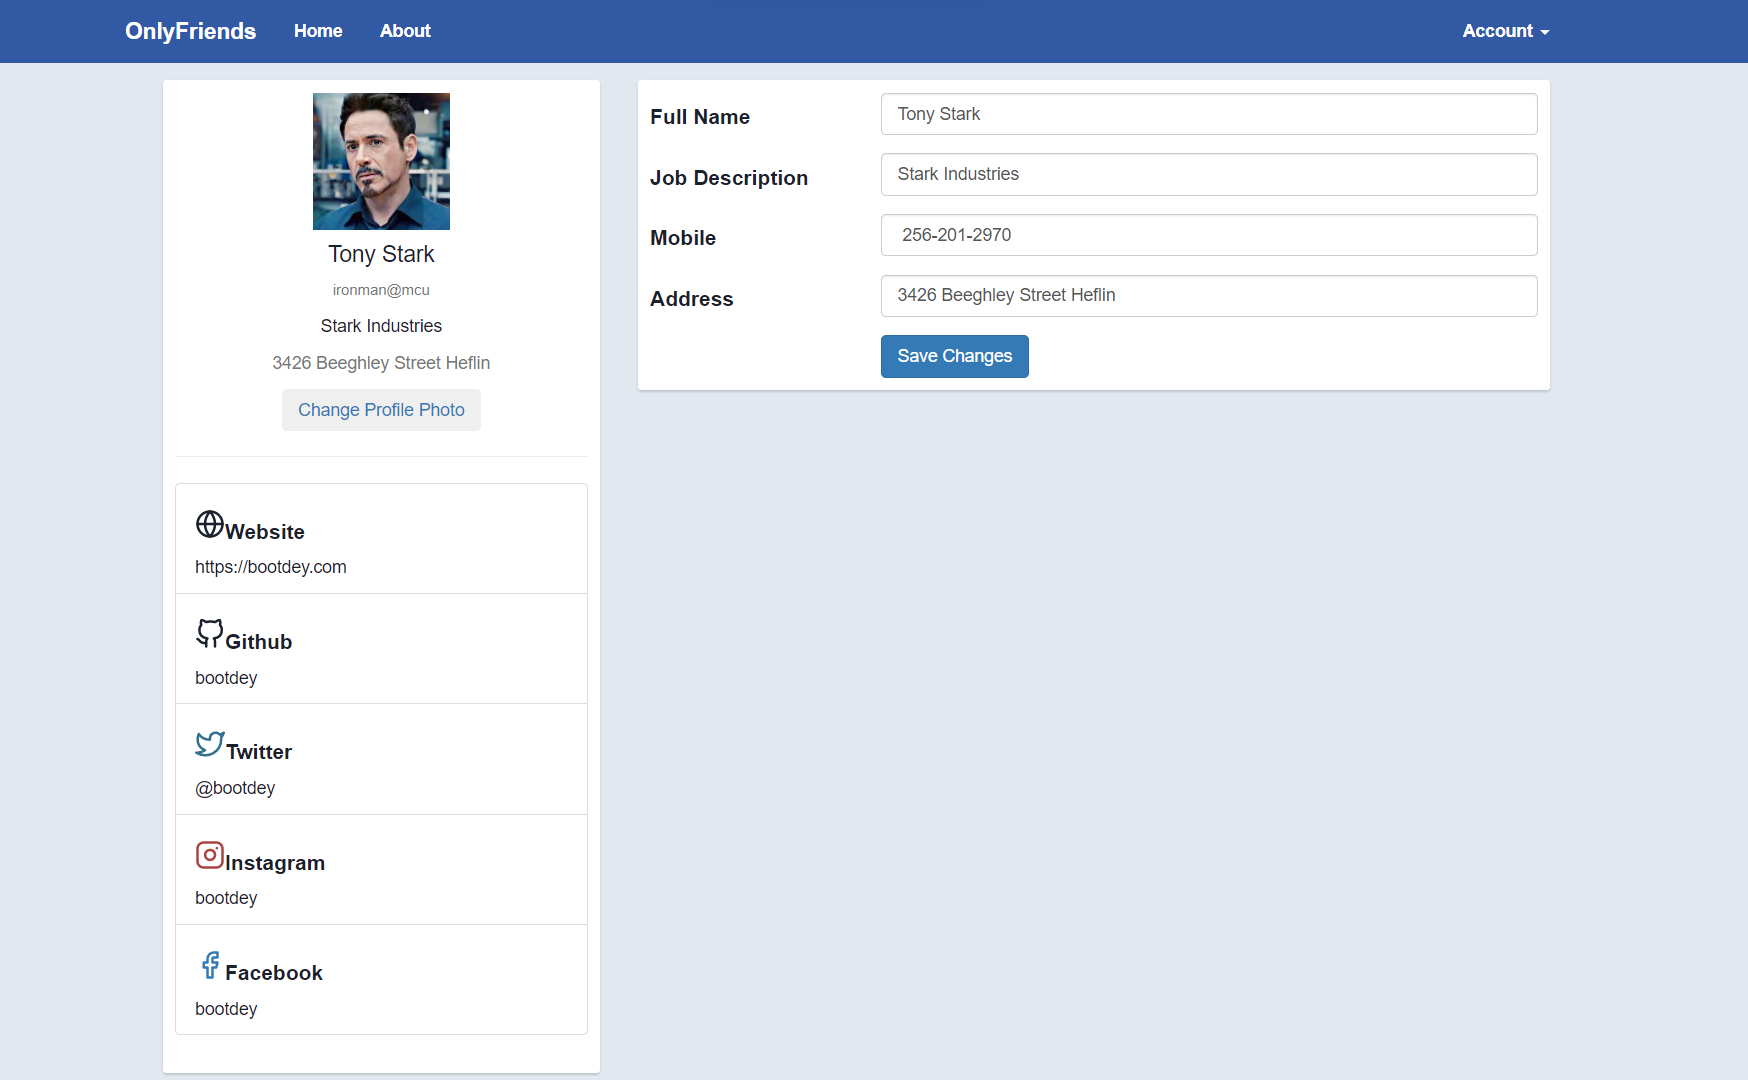 OnlyFriends Home About Account
Tony Stark
ironman@mcu
Stark Industries
3426 Beeghley Street Heflin
Change Profile Photo
Website
https://bootdey.com
Github
bootdey
Twitter
@bootdey
Instagram
bootdey
Facebook
bootdey
Full Name Tony Stark
Job Description Stark Industries
Mobile 256-201-2970
Address 3426 Beeghley Street Heflin
Save Changes